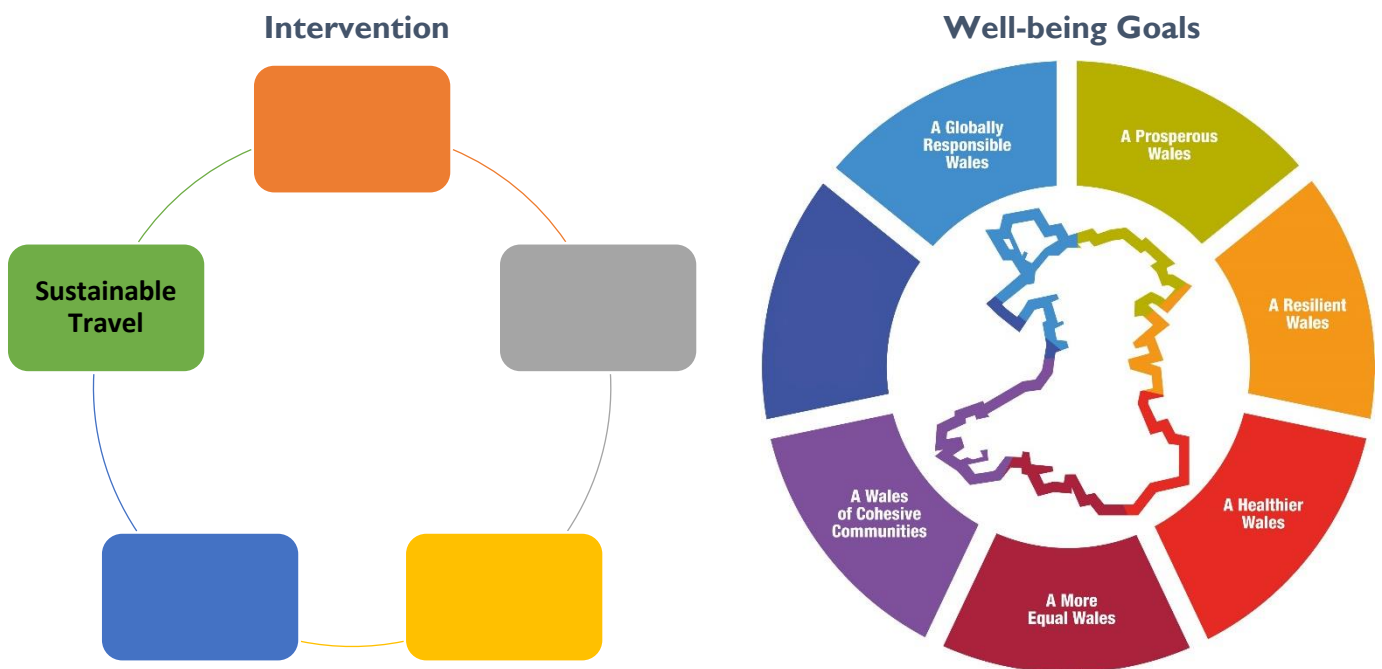 Intervention
Sustainable
Travel
Well-being Goals
A Globally
Responsible
Wales
A Prosperous
Wales
A Resilient
Wales
A Healthier
Wales
A More
Equal Wales
A Wales
of Cohesive
Communities